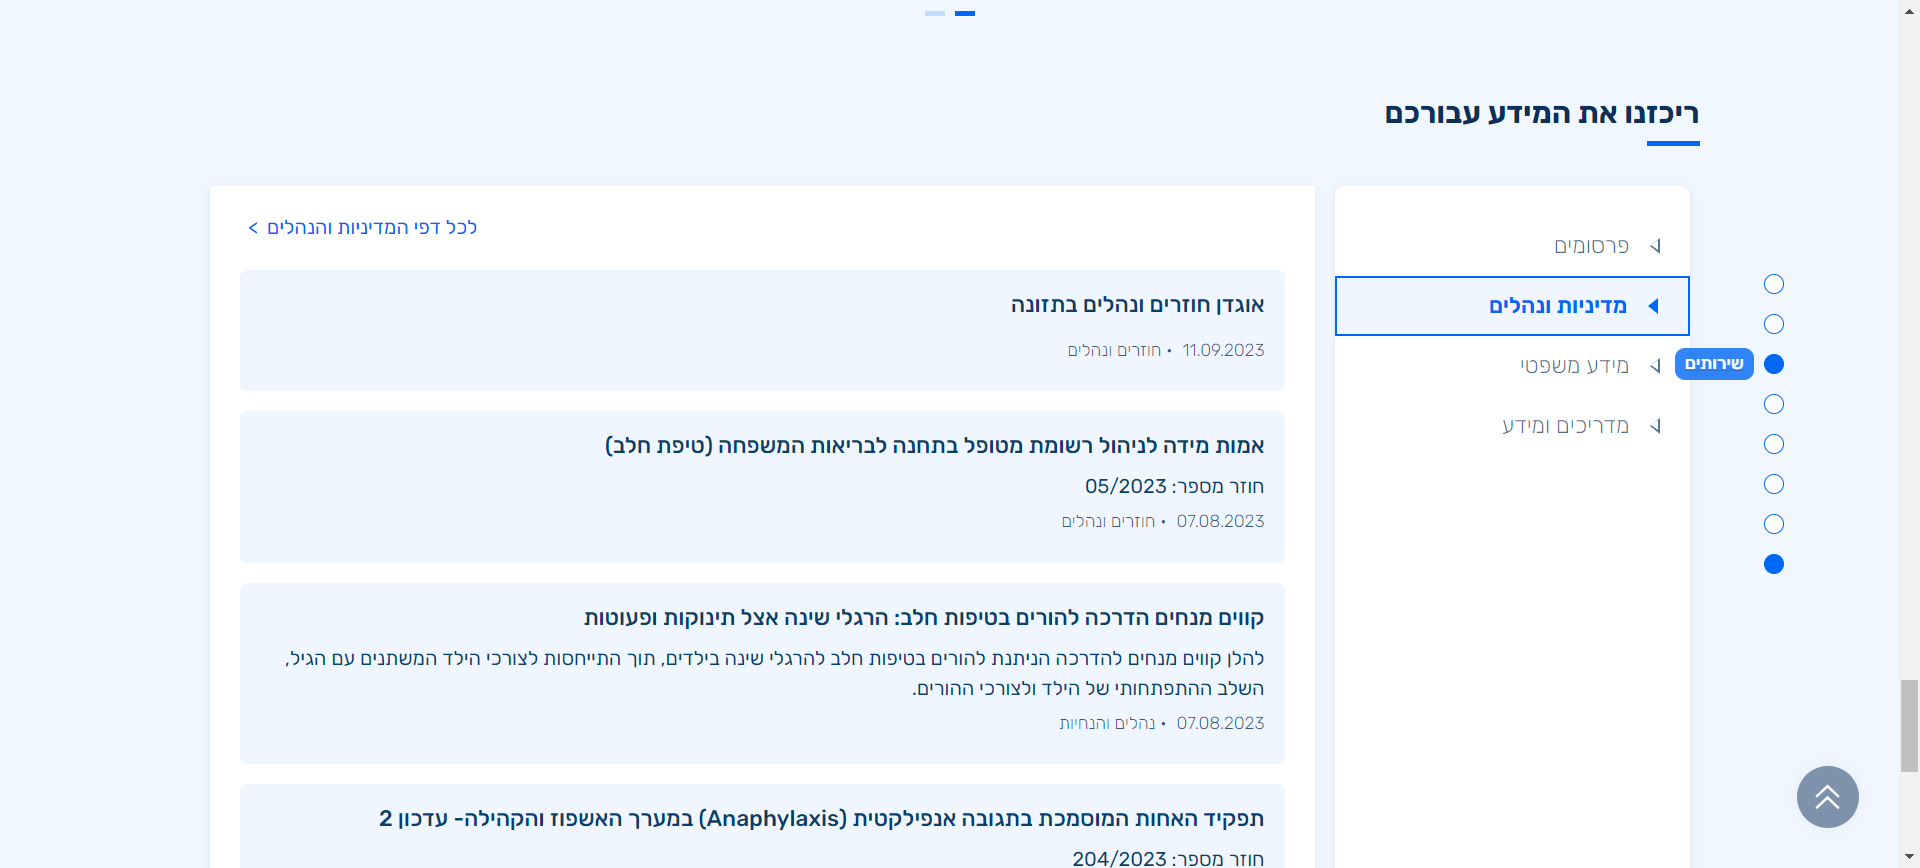 ריכזנו את המידע עבורכם
פרסומים
מדיניות ונהלים
מידע משפטי
מדריכים ומידע
שירותים
לכל דפי המדיניות והנהלים >
אוגדן חוזרים ונהלים בתזונה
11.09.2023 • חוזרים ונהלים
אמות מידה לניהול רשומת מטופל בתחנה לבריאות המשפחה (טיפת חלב)
חוזר מספר: 05/2023
07.08.2023 • חוזרים ונהלים
קווים מנחים הדרכה להורים בטיפות חלב: הרגלי שינה אצל תינוקות ופעוטות
להלן קווים מנחים להדרכה הניתנת להורים בטיפות חלב להרגלי שינה בילדים, תוך התייחסות לצורכי הילד המשתנים עם הגיל,
השלב ההתפתחותי של הילד ולצורכי ההורים.
07.08.2023 • נהלים והנחיות
תפקיד האחות המוסמכת בתגובה אנפילקטית (Anaphylaxis) במערך האשפוז והקהילה- עדכון 2
חוזר מספר: 204/2023